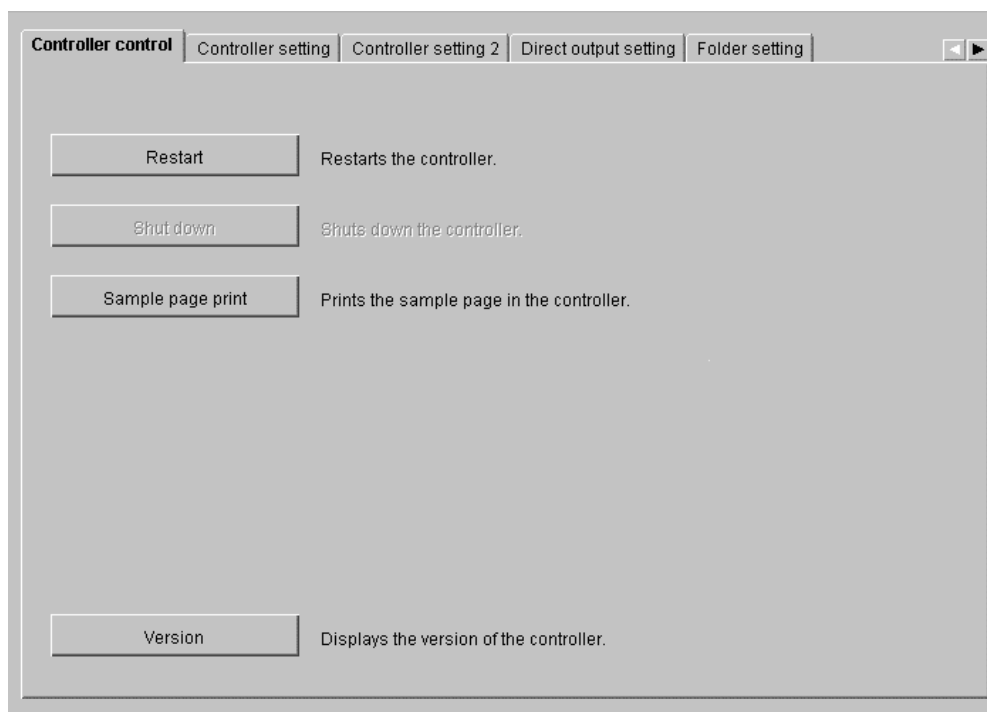 Controller control Controller setting Controller setting 2 Direct output setting Folder setting
Restart Restarts the controller.
Shut down Shuts down the controller.
Sample page print Prints the sample page in the controller.
Version Displays the version of the controller.